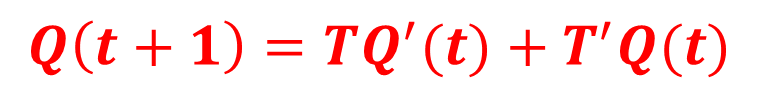 Q(t + 1) = TQ′(t) + T′Q(t)